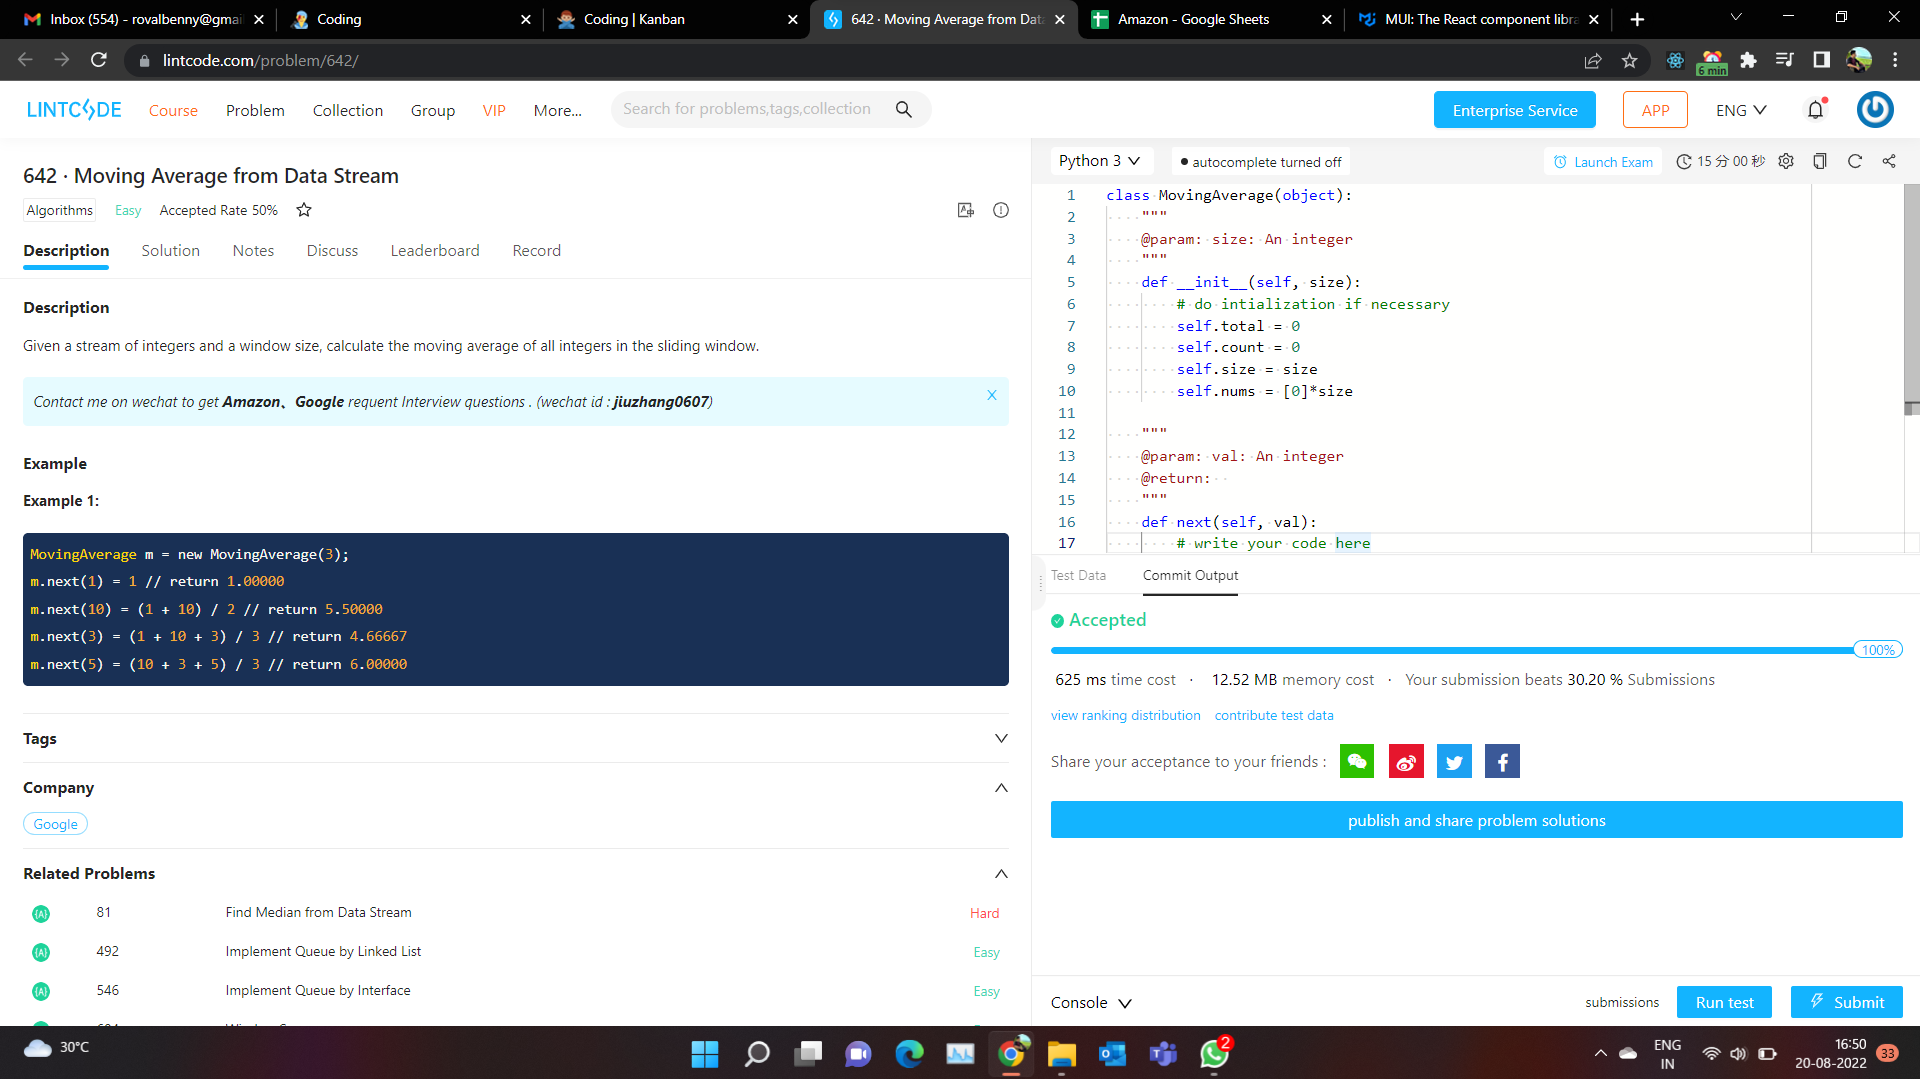 Inbox (554) - rovalbenny@gmai
Coding
Coding | Kanban
642 · Moving Average from Data
Amazon - Google Sheets
MUI: The React component libra
lintcode.com/problem/642/
6 min
LINTCODE
Course
Problem
Collection
Group
VIP
More...
Search for problems,tags,collection
Enterprise Service
APP
ENG
642 · Moving Average from Data Stream
Algorithms
Easy
Accepted Rate 50%
Description
Solution
Notes
Discuss
Leaderboard
Record
Description
Given a stream of integers and a window size, calculate the moving average of all integers in the sliding window.
Contact me on wechat to get Amazon、Google requent Interview questions . (wechat id : jiuzhang0607)
X
Example
Example 1:
MovingAverage m = new MovingAverage(3);
m.next(1) = 1 // return 1.00000
m.next(10) = (1 + 10) / 2 // return 5.50000
m.next(3) = (1 + 10 + 3) / 3 // return 4.66667
m.next(5) = (10 + 3 + 5) / 3 // return 6.00000
Tags
Company
Google
Related Problems
81 Find Median from Data Stream Hard
492 Implement Queue by Linked List Easy
546 Implement Queue by Interface Easy
Python 3
autocomplete turned off
Launch Exam
15 分 00 秒
1 class MovingAverage(object):
2 """
3 @param: size: An integer
4 """
5 def __init__(self, size):
6 # do intialization if necessary
7 self.total = 0
8 self.count = 0
9 self.size = size
10 self.nums = [0]*size
11
12 """
13 @param: val: An integer
14 @return:
15 """
16 def next(self, val):
17 # write your code here
Test Data
Commit Output
Accepted
100%
625 ms time cost · 12.52 MB memory cost · Your submission beats 30.20 % Submissions
view ranking distribution
contribute test data
Share your acceptance to your friends :
publish and share problem solutions
Console
submissions
Run test
Submit
30°C
2
ENG
IN
16:50
20-08-2022
33